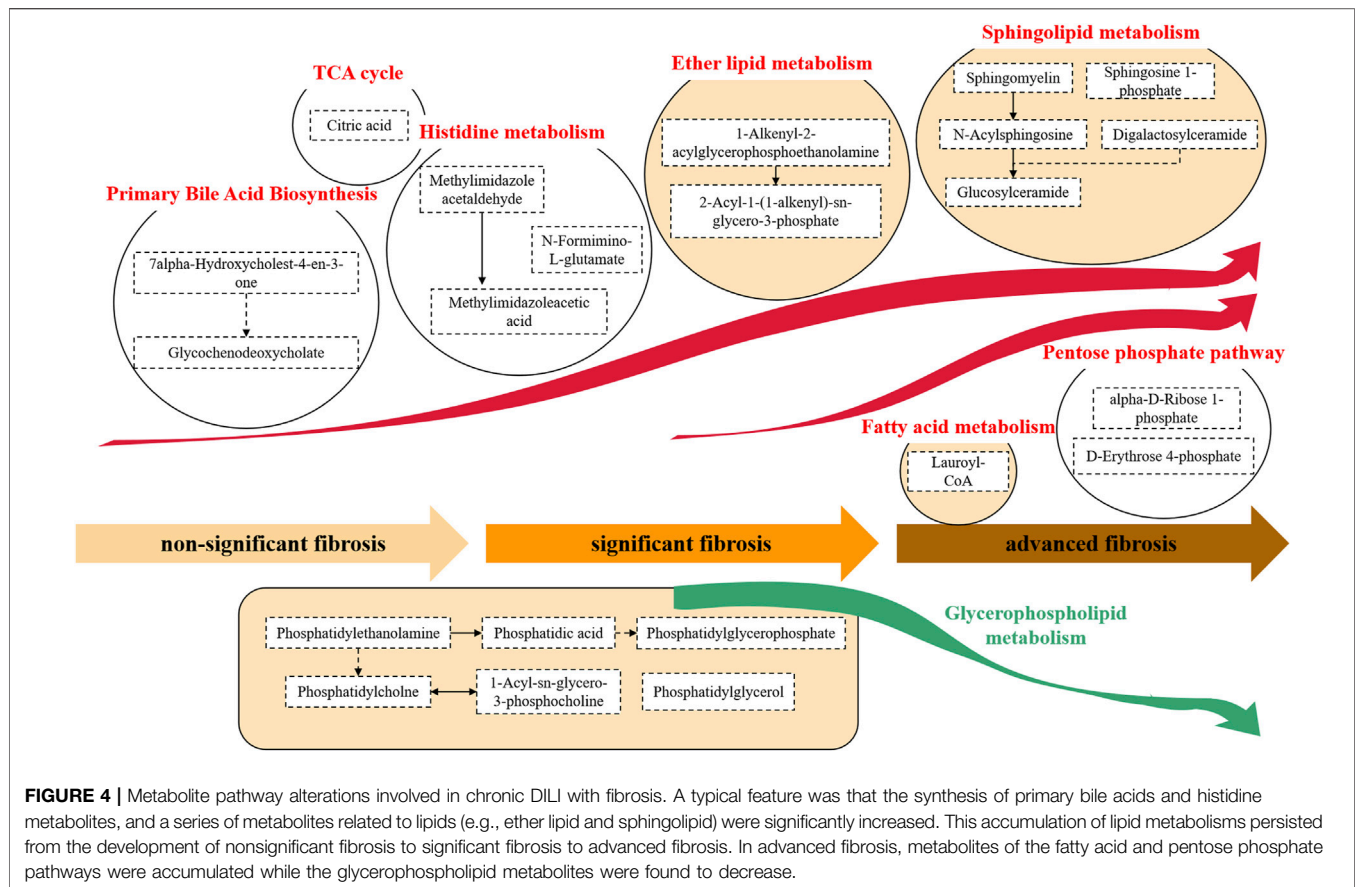 Sphingolipid metabolism
Sphingomyelin
Sphingosine 1-
phosphate
N-Acylsphingosine
Digalactosylceramide
Glucosylceramide
Ether lipid metabolism
1-Alkenyl-2-
acylglycerophosphoethanolamine
2-Acyl-1-(1-alkenyl)-sn-
glycero-3-phosphate
TCA cycle
Citric acid
Histidine metabolism
Methylimidazole
acetaldehyde
N-Formimino-
L-glutamate
Methylimidazoleacetic
acid
Primary Bile Acid Biosynthesis
7alpha-Hydroxycholest-4-en-3-
one
Glycochenodeoxycholate
Pentose phosphate pathway
alpha-D-Ribose 1-
phosphate
D-Erythrose 4-phosphate
Fatty acid metabolism
Lauroyl-
CoA
non-significant fibrosis
significant fibrosis
advanced fibrosis
Phosphatidylethanolamine
Phosphatidic acid
Phosphatidylglycerophosphate
Phosphatidylcholne
1-Acyl-sn-glycero-
3-phosphocholine
Phosphatidylglycerol
Glycerophospholipid
metabolism
FIGURE 4 | Metabolite pathway alterations involved in chronic DILI with fibrosis. A typical feature was that the synthesis of primary bile acids and histidine
metabolites, and a series of metabolites related to lipids (e.g., ether lipid and sphingolipid) were significantly increased. This accumulation of lipid metabolisms persisted
from the development of nonsignificant fibrosis to significant fibrosis to advanced fibrosis. In advanced fibrosis, metabolites of the fatty acid and pentose phosphate
pathways were accumulated while the glycerophospholipid metabolites were found to decrease.